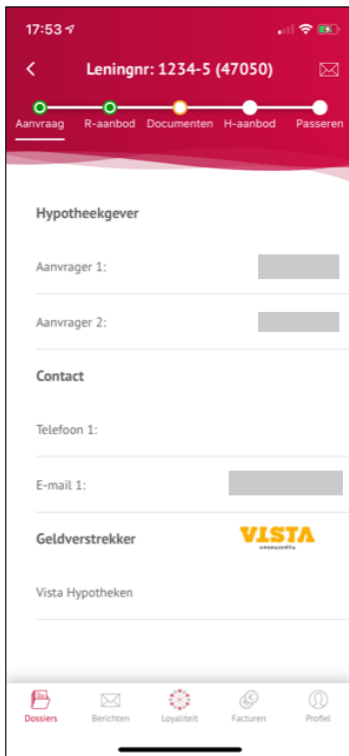 17:53
Leningnr: 1234-5 (47050)
Aanvraag R-aanbod Documenten H-aanbod Passeren
Hypotheekgever
Aanvrager 1:
Aanvrager 2:
Contact
Telefoon 1:
E-mail 1:
Geldverstrekker VISTA
Vista Hypotheken
Dossiers Berichten Loyaliteit Facturen Profiel